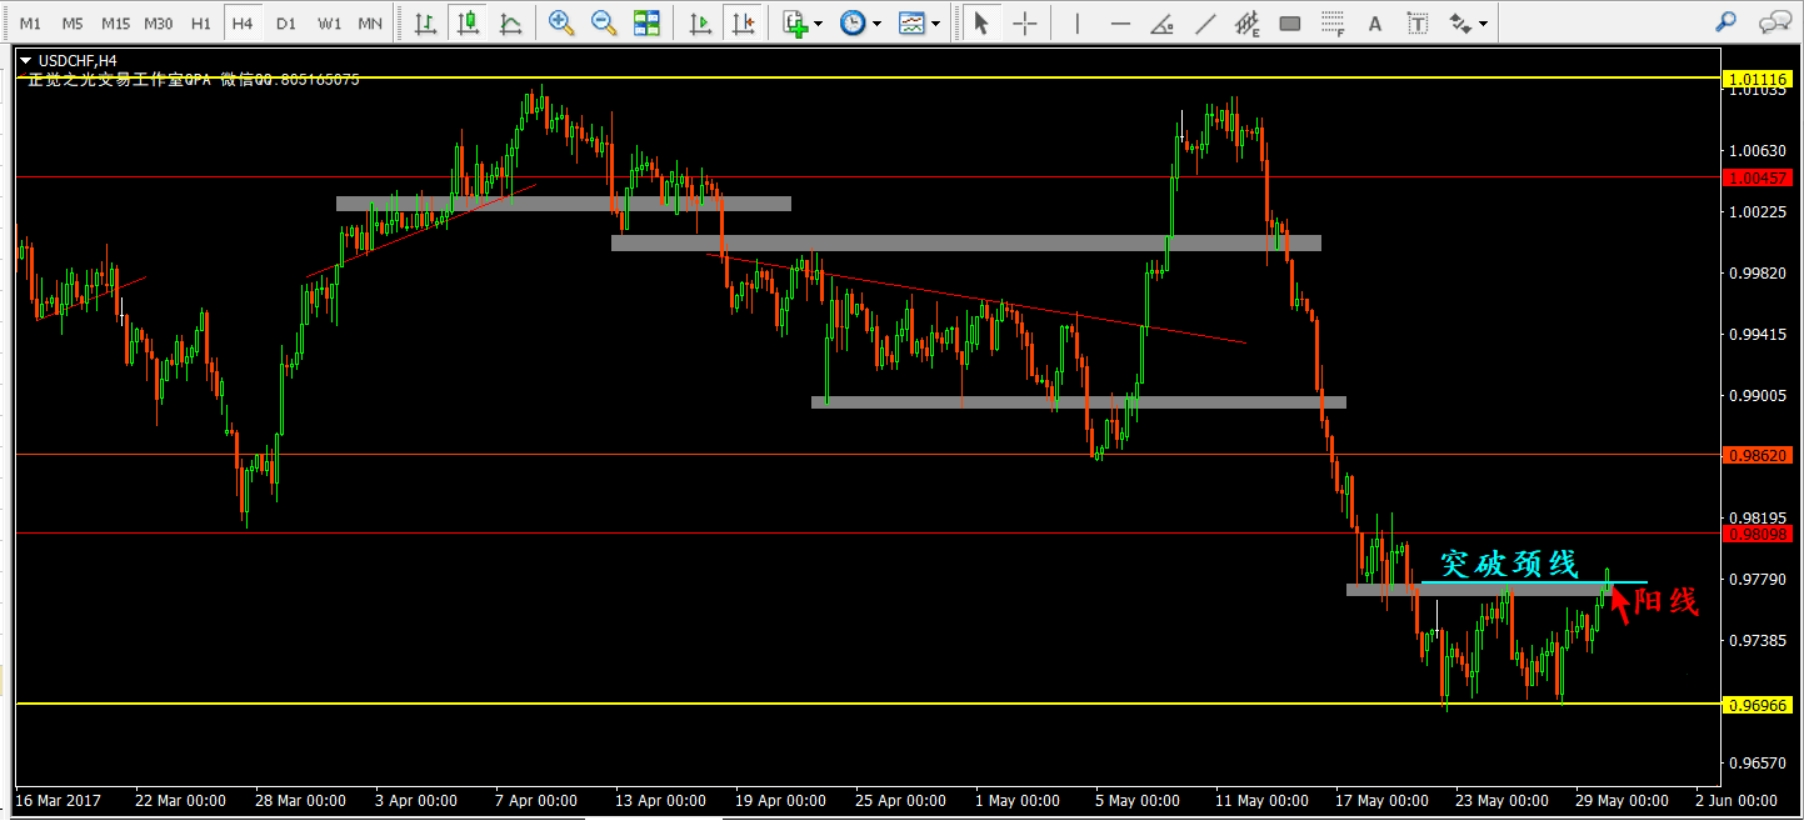 M1 M5 M15 M30 H1 H4 D1 W1 MN
E F A T
USDCHF,H4
正觉之光交易工作室QPA 微信QQ.805165075
1.01116
1.01035
1.00630
1.00457
1.00225
0.99820
0.99415
0.99005
0.98620
0.98195
0.98098
突破颈线
0.97790
阳线
0.97385
0.96966
0.96570
16 Mar 2017 22 Mar 00:00 28 Mar 00:00 3 Apr 00:00 7 Apr 00:00 13 Apr 00:00 19 Apr 00:00 25 Apr 00:00 1 May 00:00 5 May 00:00 11 May 00:00 17 May 00:00 23 May 00:00 29 May 00:00 2 Jun 00:00